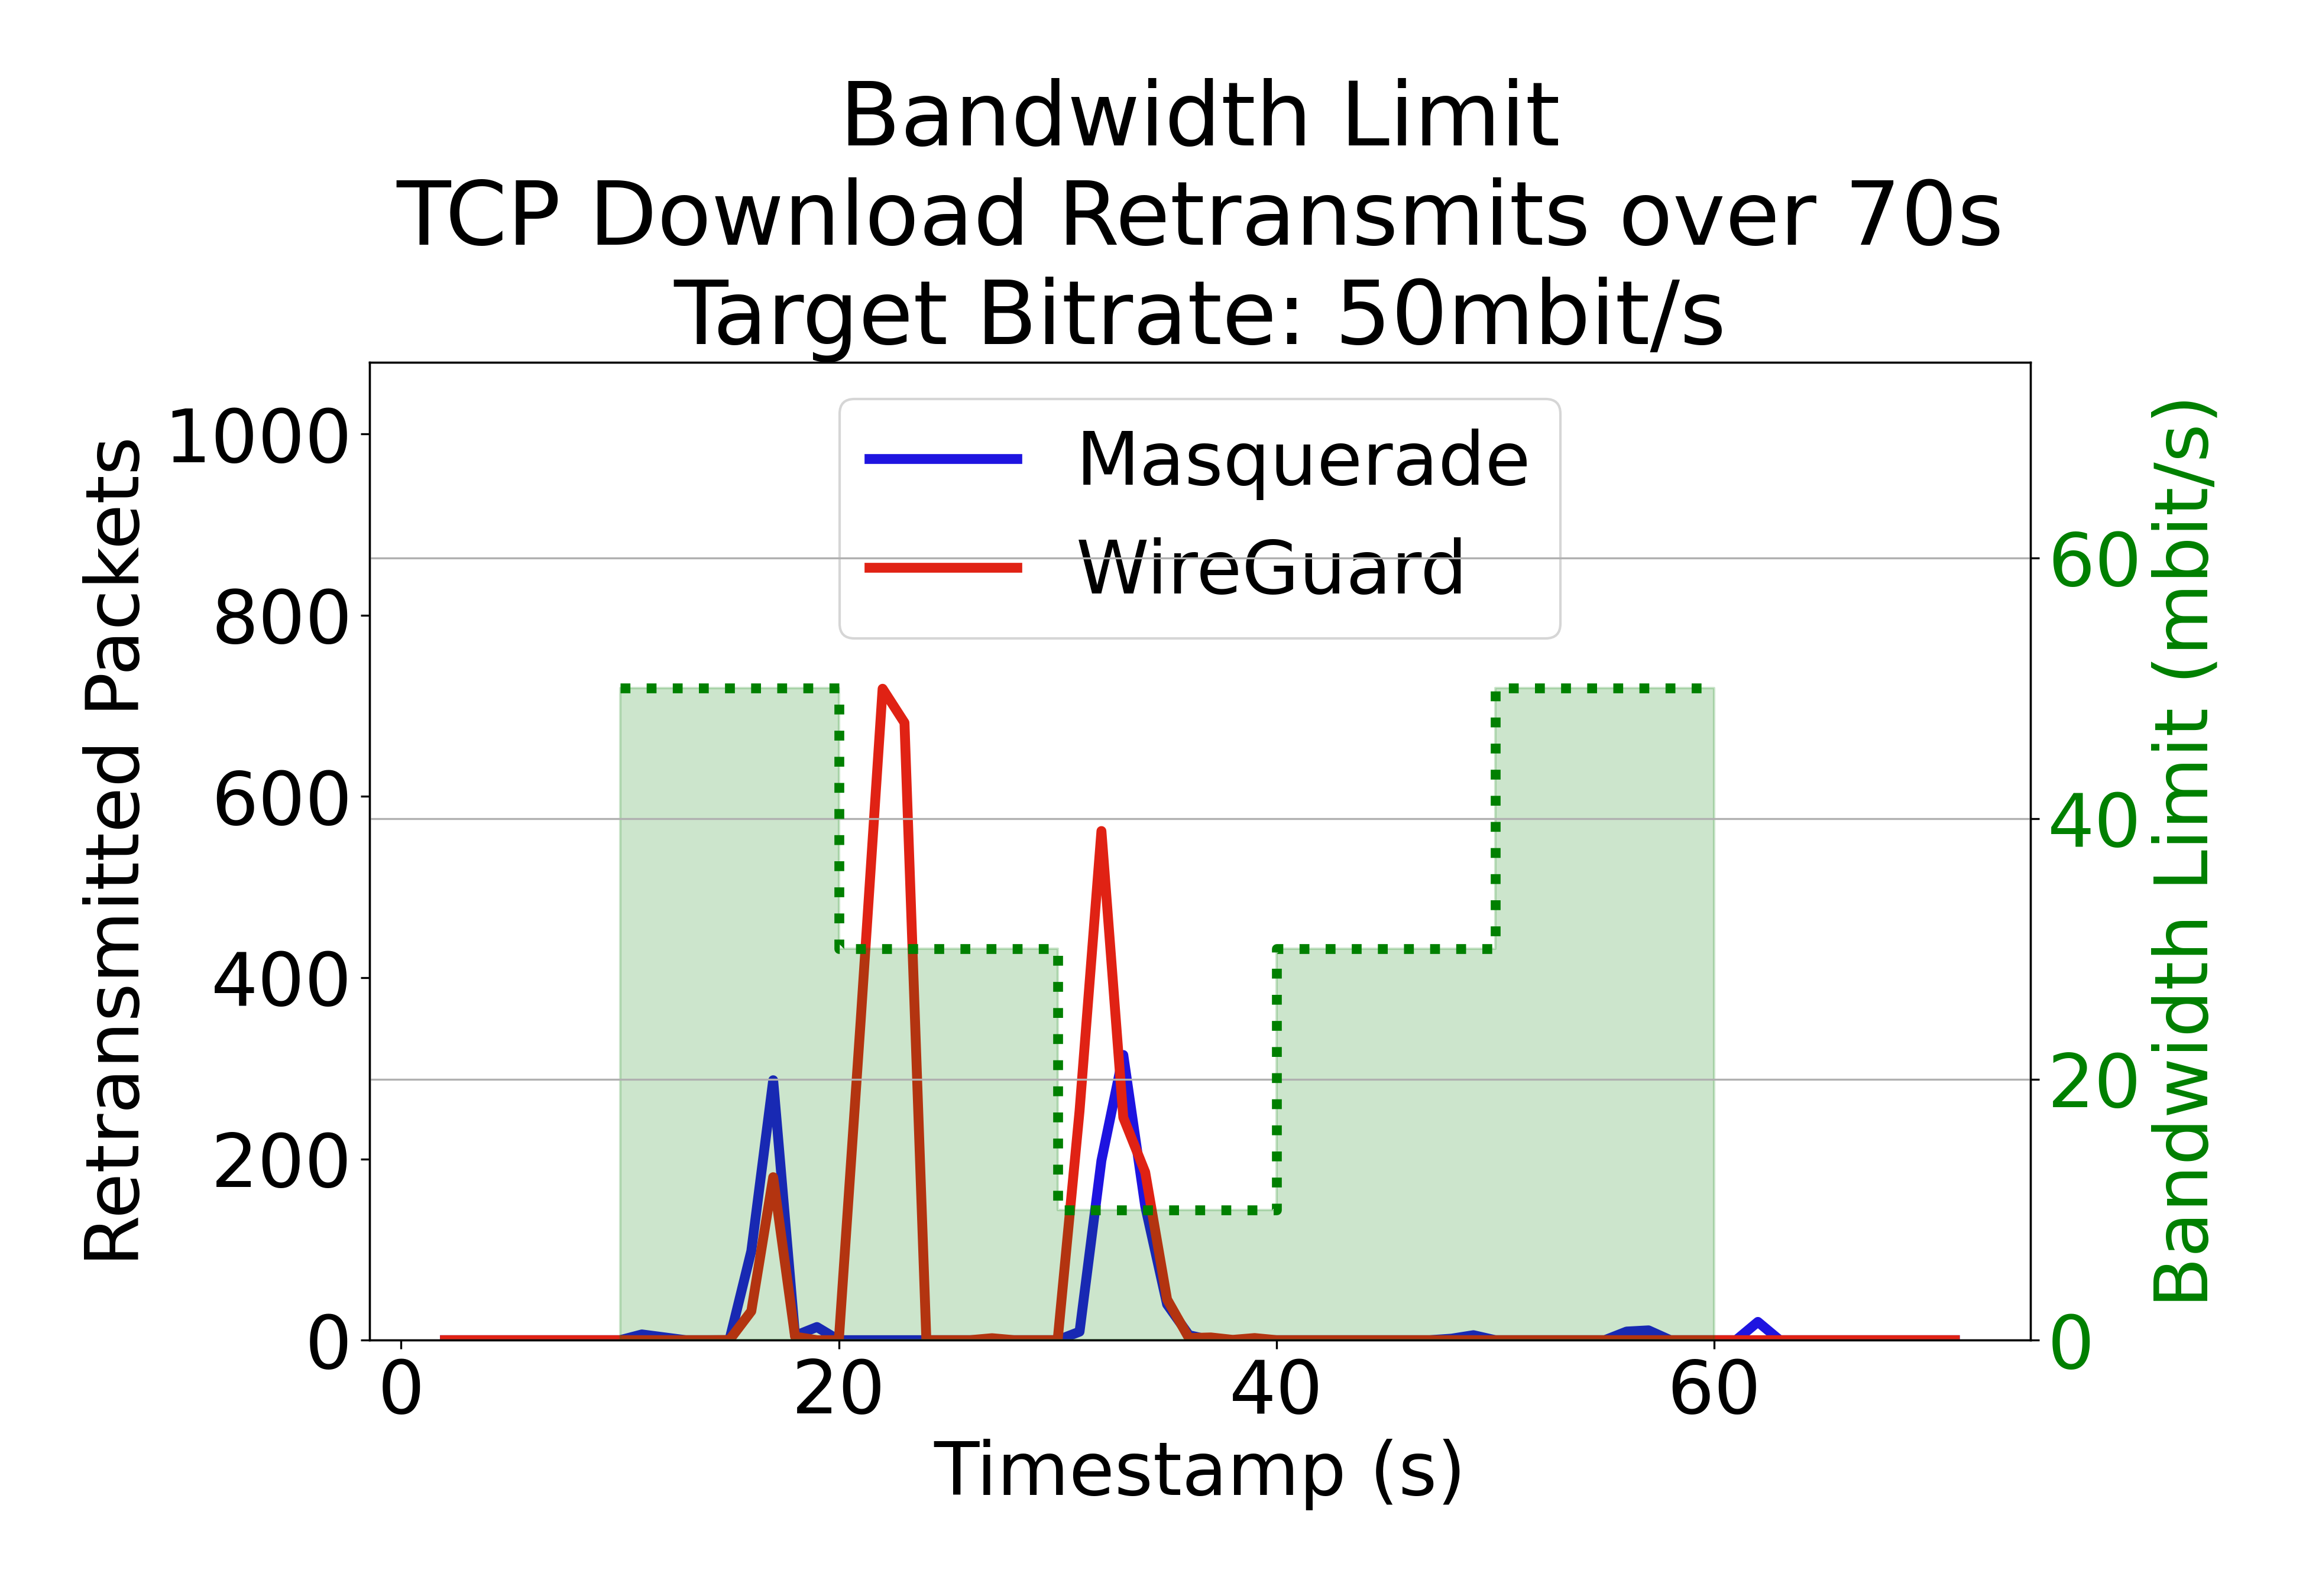 Bandwidth Limit
TCP Download Retransmits over 70s
Target Bitrate: 50mbit/s
Retransmitted Packets
1000
800
600
400
200
0
Masquerade
WireGuard
60
40
20
0
Bandwidth Limit (mbit/s)
0
20
40
60
Timestamp (s)